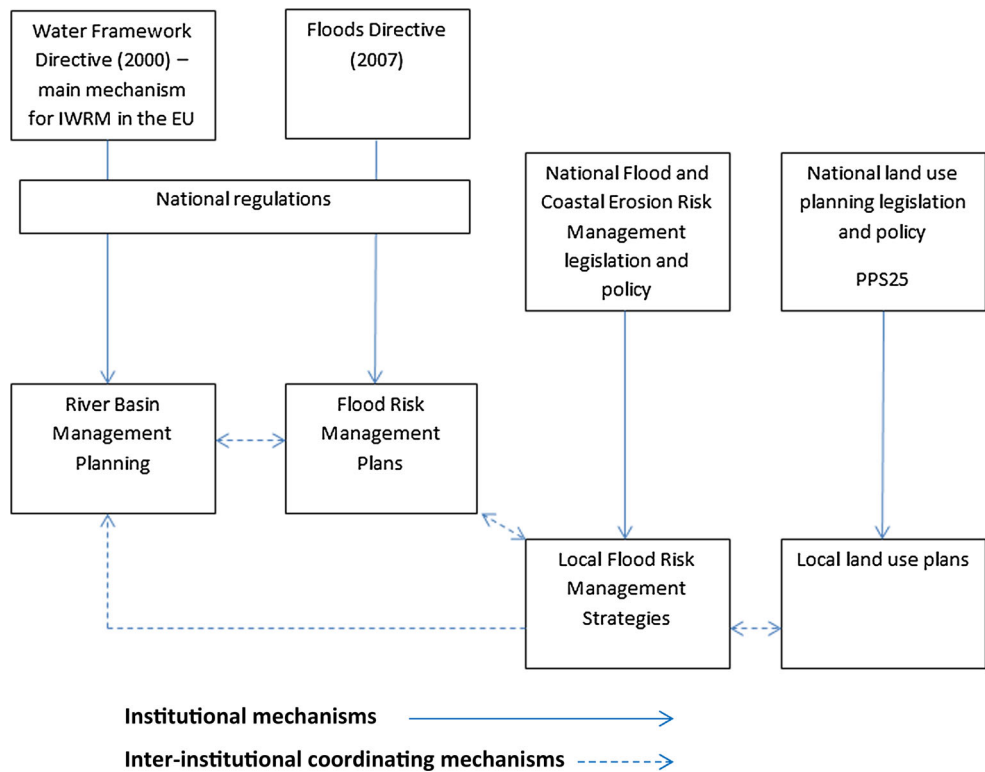 Water Framework
Directive (2000) –
main mechanism
for IWRM in the EU
Floods Directive
(2007)
National regulations
National Flood and
Coastal Erosion Risk
Management
legislation and
policy
National land use
planning legislation
and policy
PPS25
River Basin
Management
Planning
Flood Risk
Management
Plans
Local Flood Risk
Management
Strategies
Local land use plans
Institutional mechanisms
Inter-institutional coordinating mechanisms